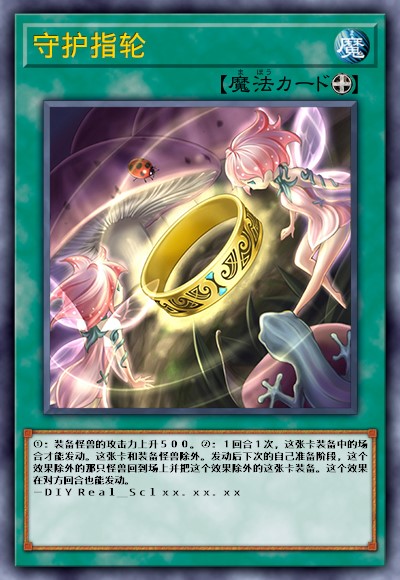 守护指轮
魔
【魔法カード】
まほう
①：装备怪兽的攻击力上升５００。②：１回合１次，这张卡装备中的场
合才能发动。这张卡和装备怪兽除外。发动后下次的自己准备阶段，这个
效果除外的那只怪兽回到场上并把这个效果除外的这张卡装备。这个效果
在对方回合也能发动。
－ＤＩＹＲｅａｌ＿Ｓｃｌｘｘ．ｘｘ．ｘｘ